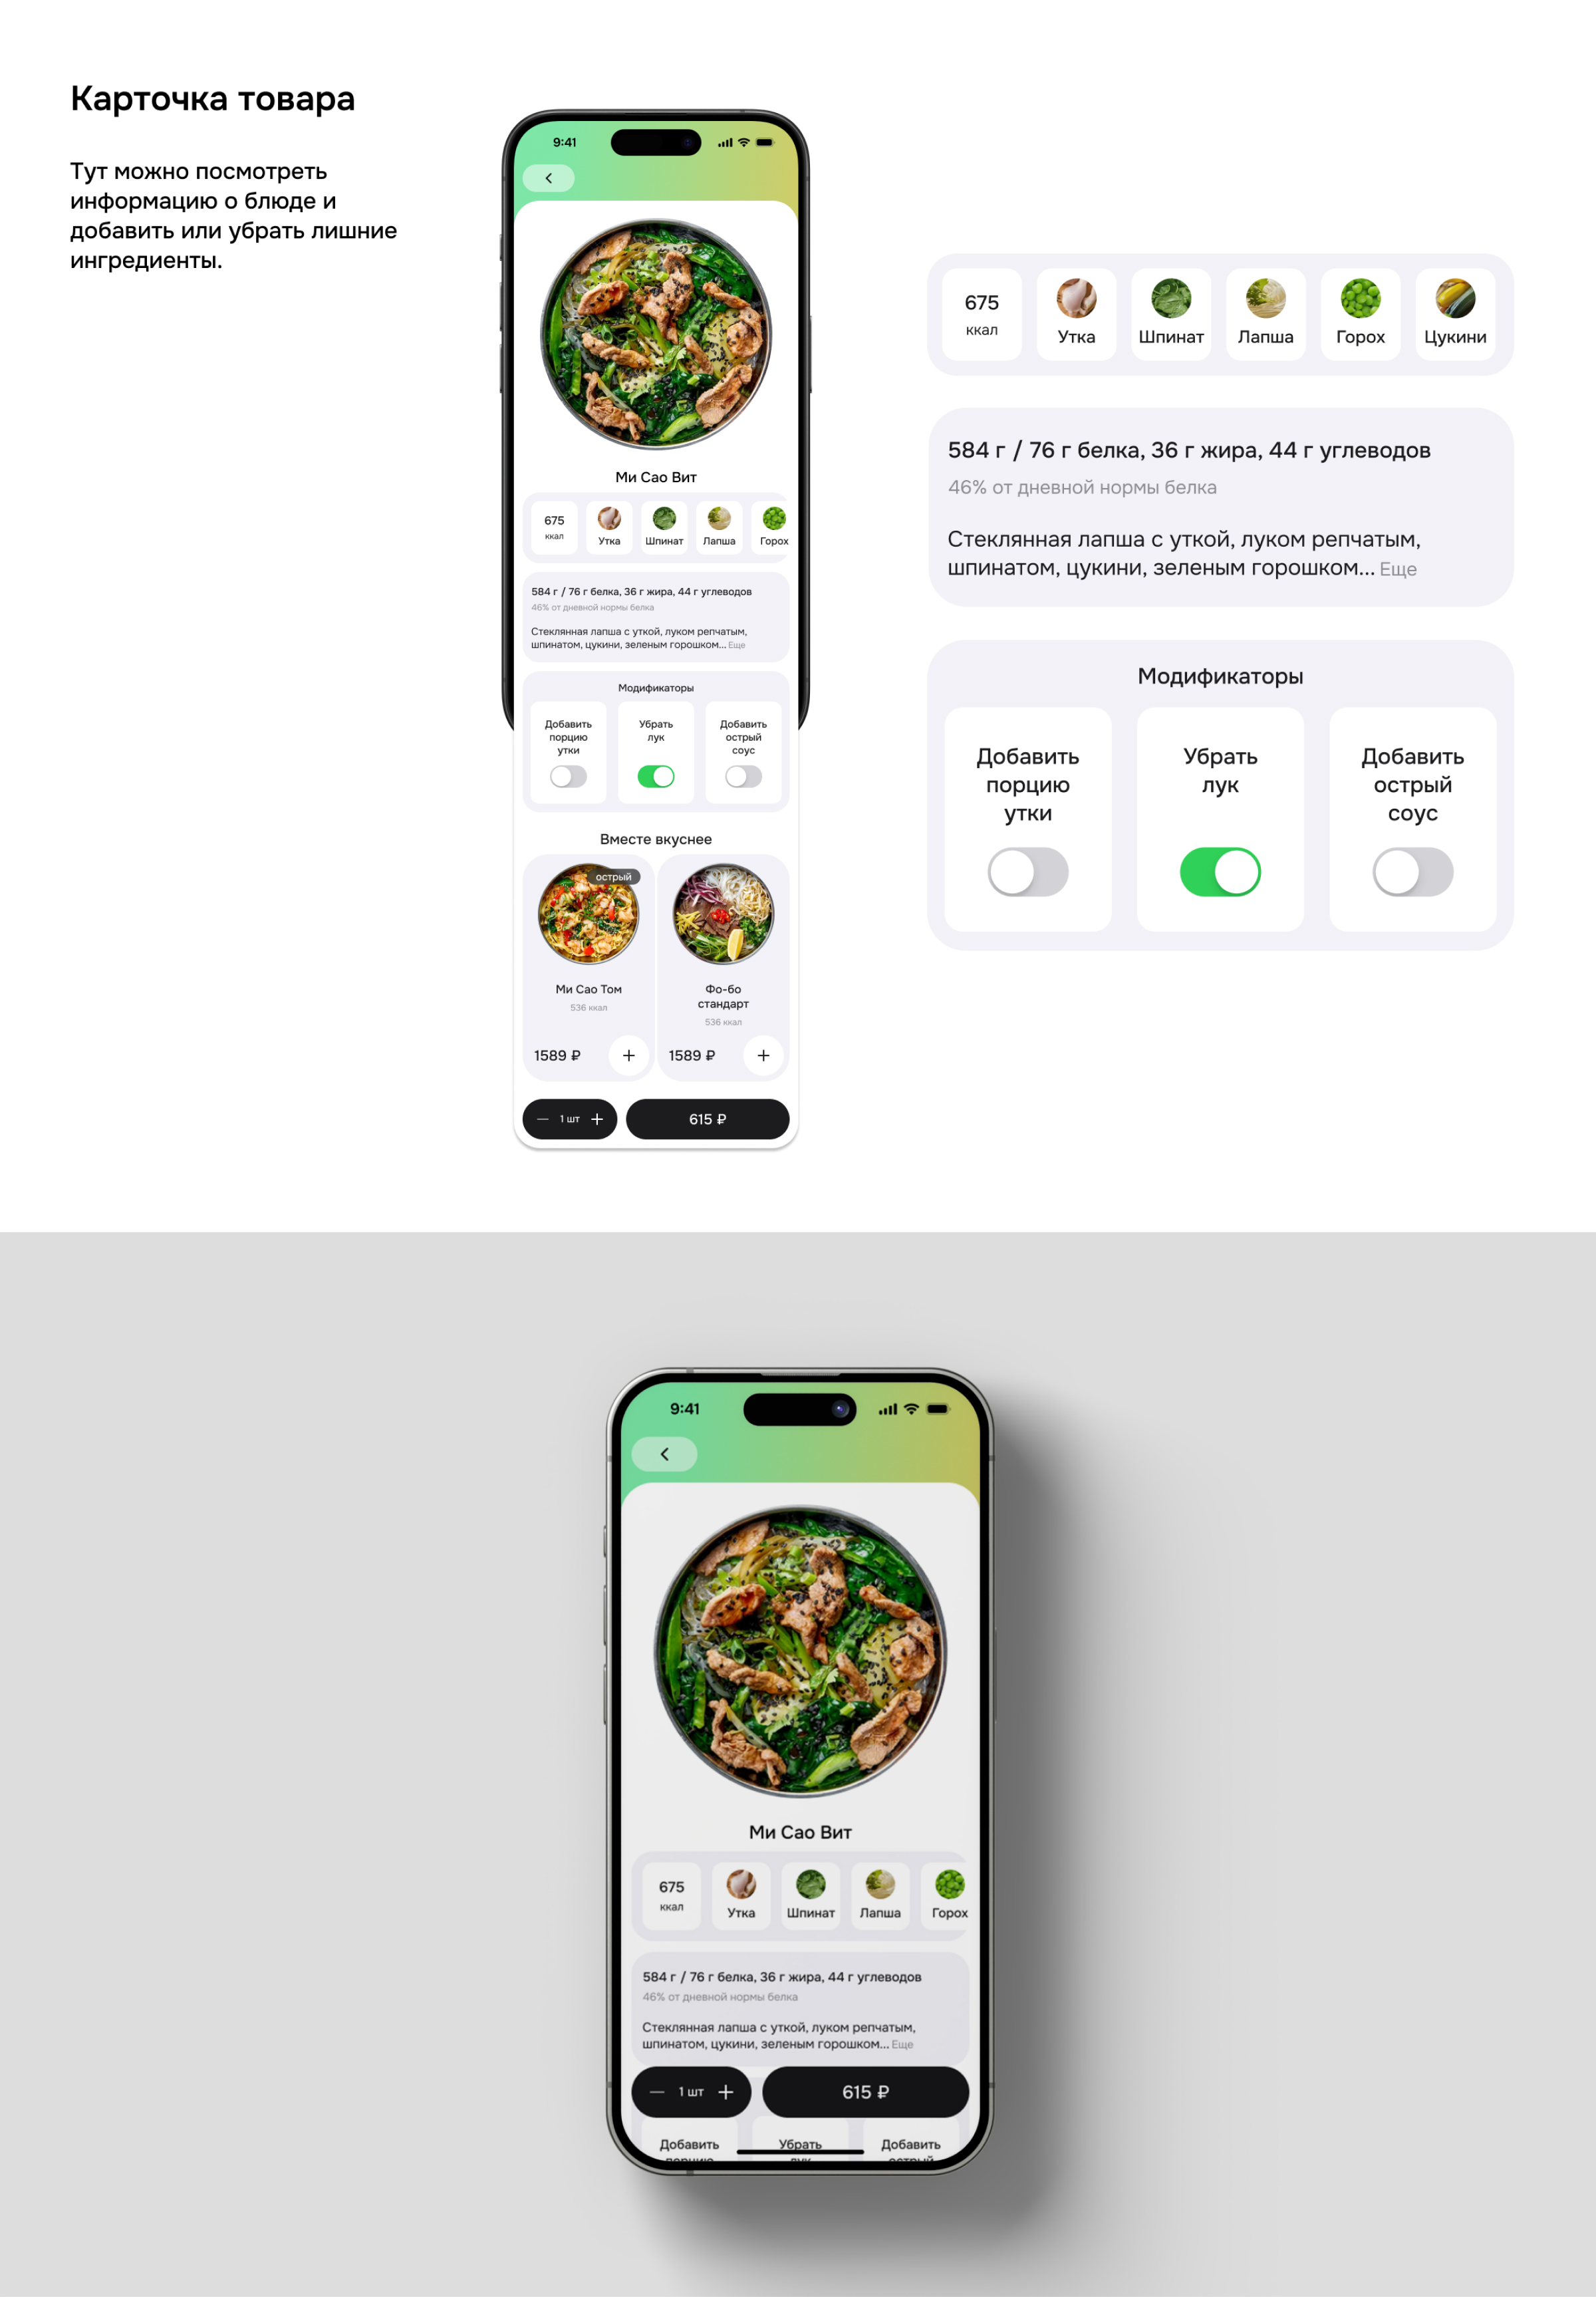 Карточка товара
Тут можно посмотреть
информацию о блюде и
добавить или убрать лишние
ингредиенты.
9:41
Ми Сао Вит
675
ккал
Утка
Шпинат
Лапша
Горох
584 г / 76 г белка, 36 г жира, 44 г углеводов
46% от дневной нормы белка
Стеклянная лапша с уткой, луком репчатым,
шпинатом, цукини, зеленым горошком... Еще
Модификаторы
Добавить
порцию
утки
Убрать
лук
Добавить
острый
соус
Вместе вкуснее
острый
Ми Сао Том
536 ккал
1589 ₽
+
Фо-бо
стандарт
536 ккал
1589 ₽
+
— 1 шт +
615 ₽
675
ккал
Утка
Шпинат
Лапша
Горох
Цукини
584 г / 76 г белка, 36 г жира, 44 г углеводов
46% от дневной нормы белка
Стеклянная лапша с уткой, луком репчатым,
шпинатом, цукини, зеленым горошком... Еще
Модификаторы
Добавить
порцию
утки
Убрать
лук
Добавить
острый
соус
9:41
Ми Сао Вит
675
ккал
Утка
Шпинат
Лапша
Горох
584 г / 76 г белка, 36 г жира, 44 г углеводов
46% от дневной нормы белка
Стеклянная лапша с уткой, луком репчатым,
шпинатом, цукини, зеленым горошком... Еще
— 1 шт +
615 ₽
Добавить
порцию
Убрать
лук
Добавить
острый